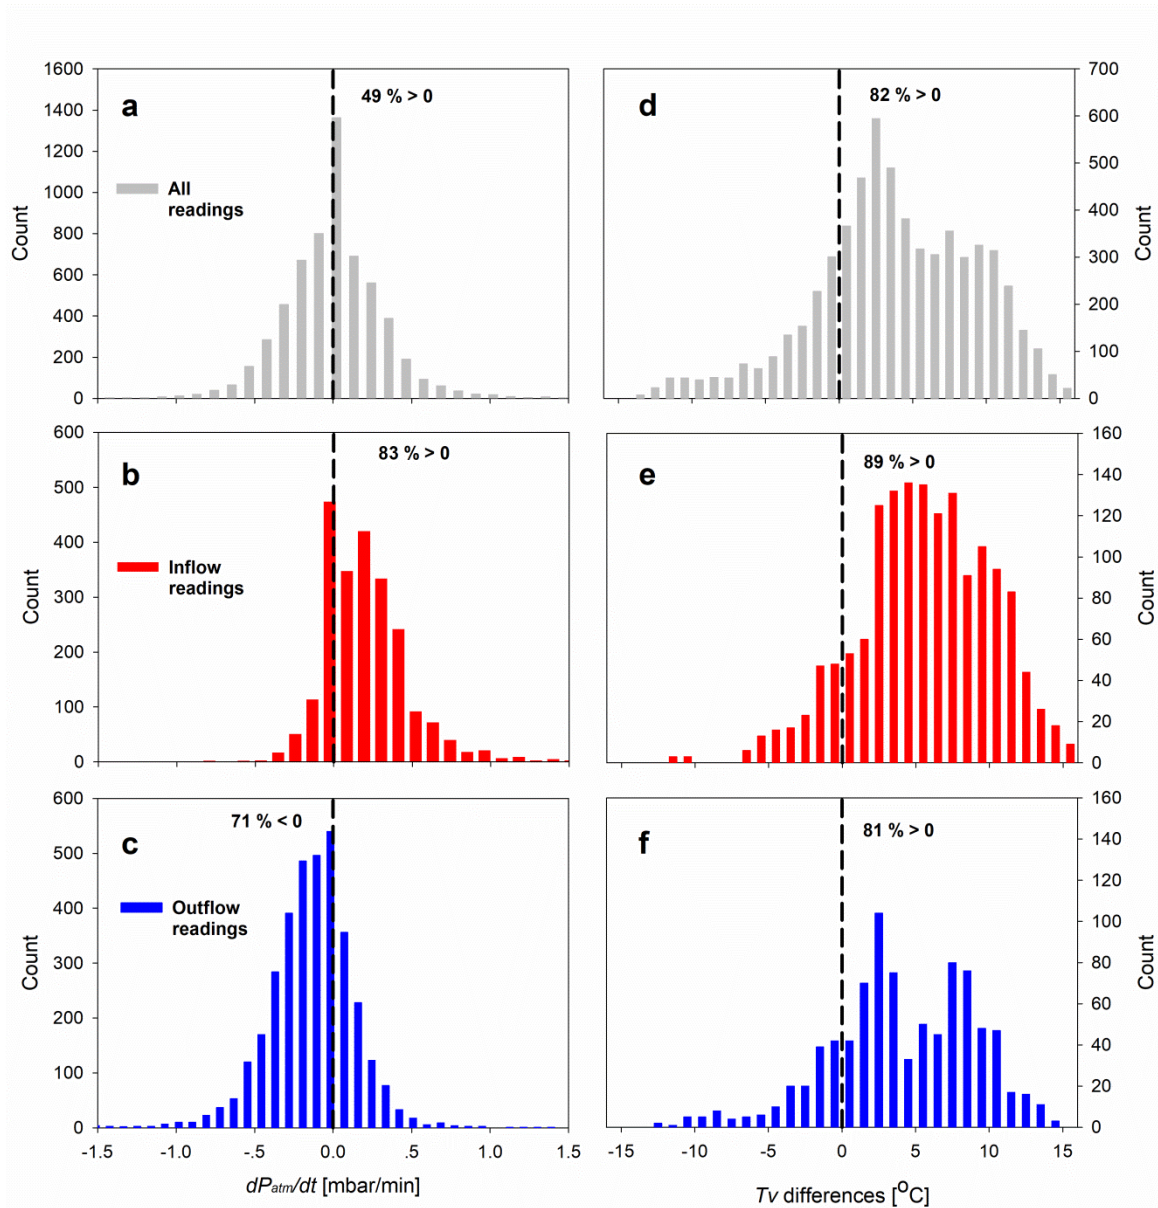 1600
1400
1200
1000
800
600
400
200
0
Count
a
49 % > 0
All
readings
d
82 % > 0
700
600
500
400
300
200
100
0
Count
600
500
400
300
200
100
0
Count
b
83 % > 0
Inflow
readings
e
89 % > 0
160
140
120
100
80
60
40
20
0
Count
600
500
400
300
200
100
0
Count
c
71 % < 0
Outflow
readings
f
81 % > 0
160
140
120
100
80
60
40
20
0
Count
-1.5 -1.0 -.5 0.0 .5 1.0 1.5
dPatm/dt [mbar/min]
-15 -10 -5 0 5 10 15
Tv differences [°C]